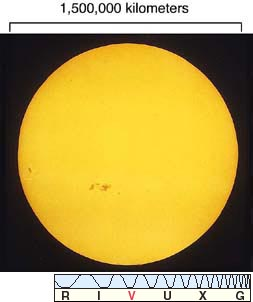 1,500,000 kilometers
R I V U X G